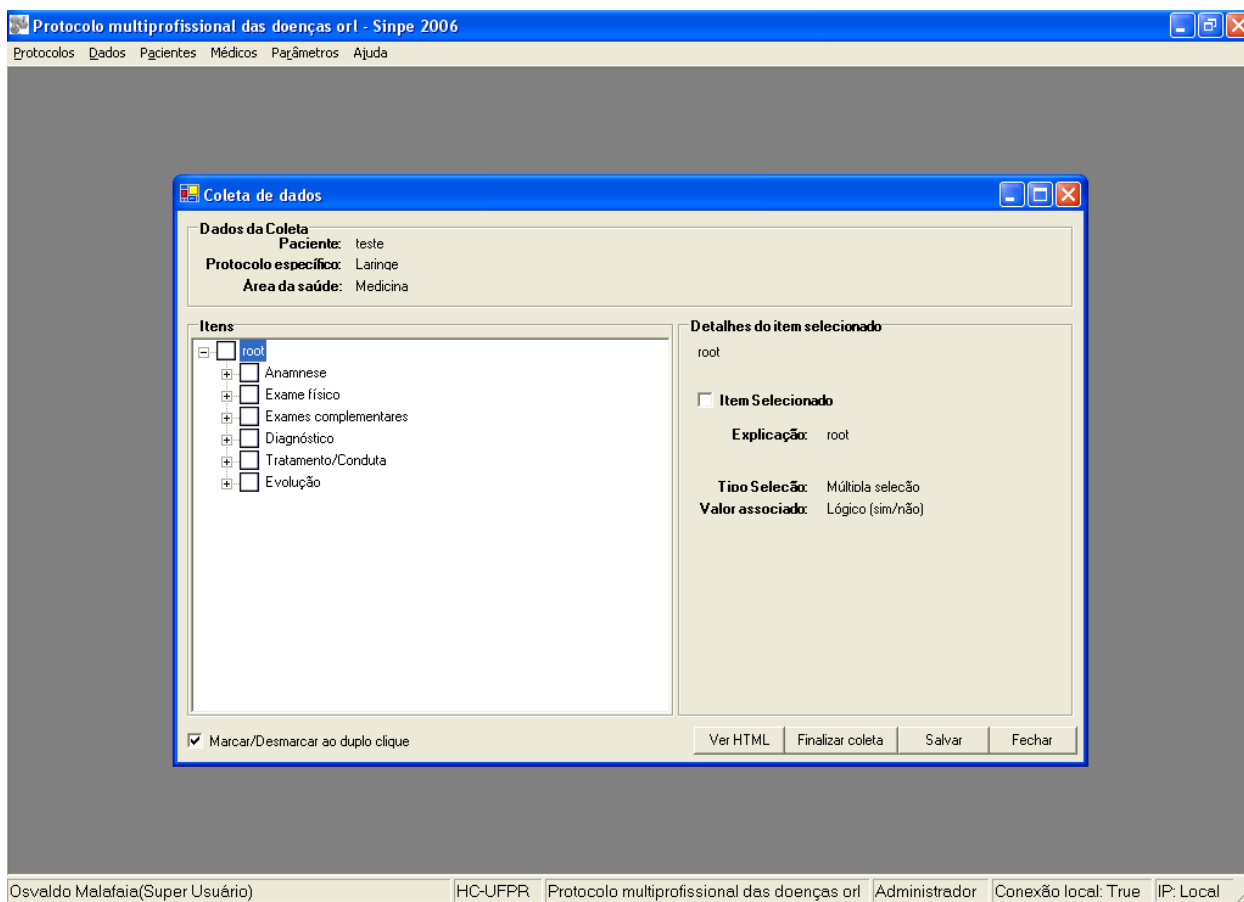 Protocolo multiprofissional das doenças orl - Sinpe 2006
Protocolos Dados Pacientes Médicos Parâmetros Ajuda
Coleta de dados
Dados da Coleta
Paciente: teste
Protocolo específico: Laringe
Área da saúde: Medicina
Itens
root
Anamnese
Exame físico
Exames complementares
Diagnóstico
Tratamento/Conduta
Evolução
Detalhes do item selecionado
root
Item Selecionado
Explicação: root
Tipo Seleção: Múltipla seleção
Valor associado: Lógico (sim/não)
Marcar/Desmarcar ao duplo clique
Ver HTML Finalizar coleta Salvar Fechar
Osvaldo Malafaia(Super Usuário) HC-UFPR Protocolo multiprofissional das doenças orl Administrador Conexão local: True IP: Local